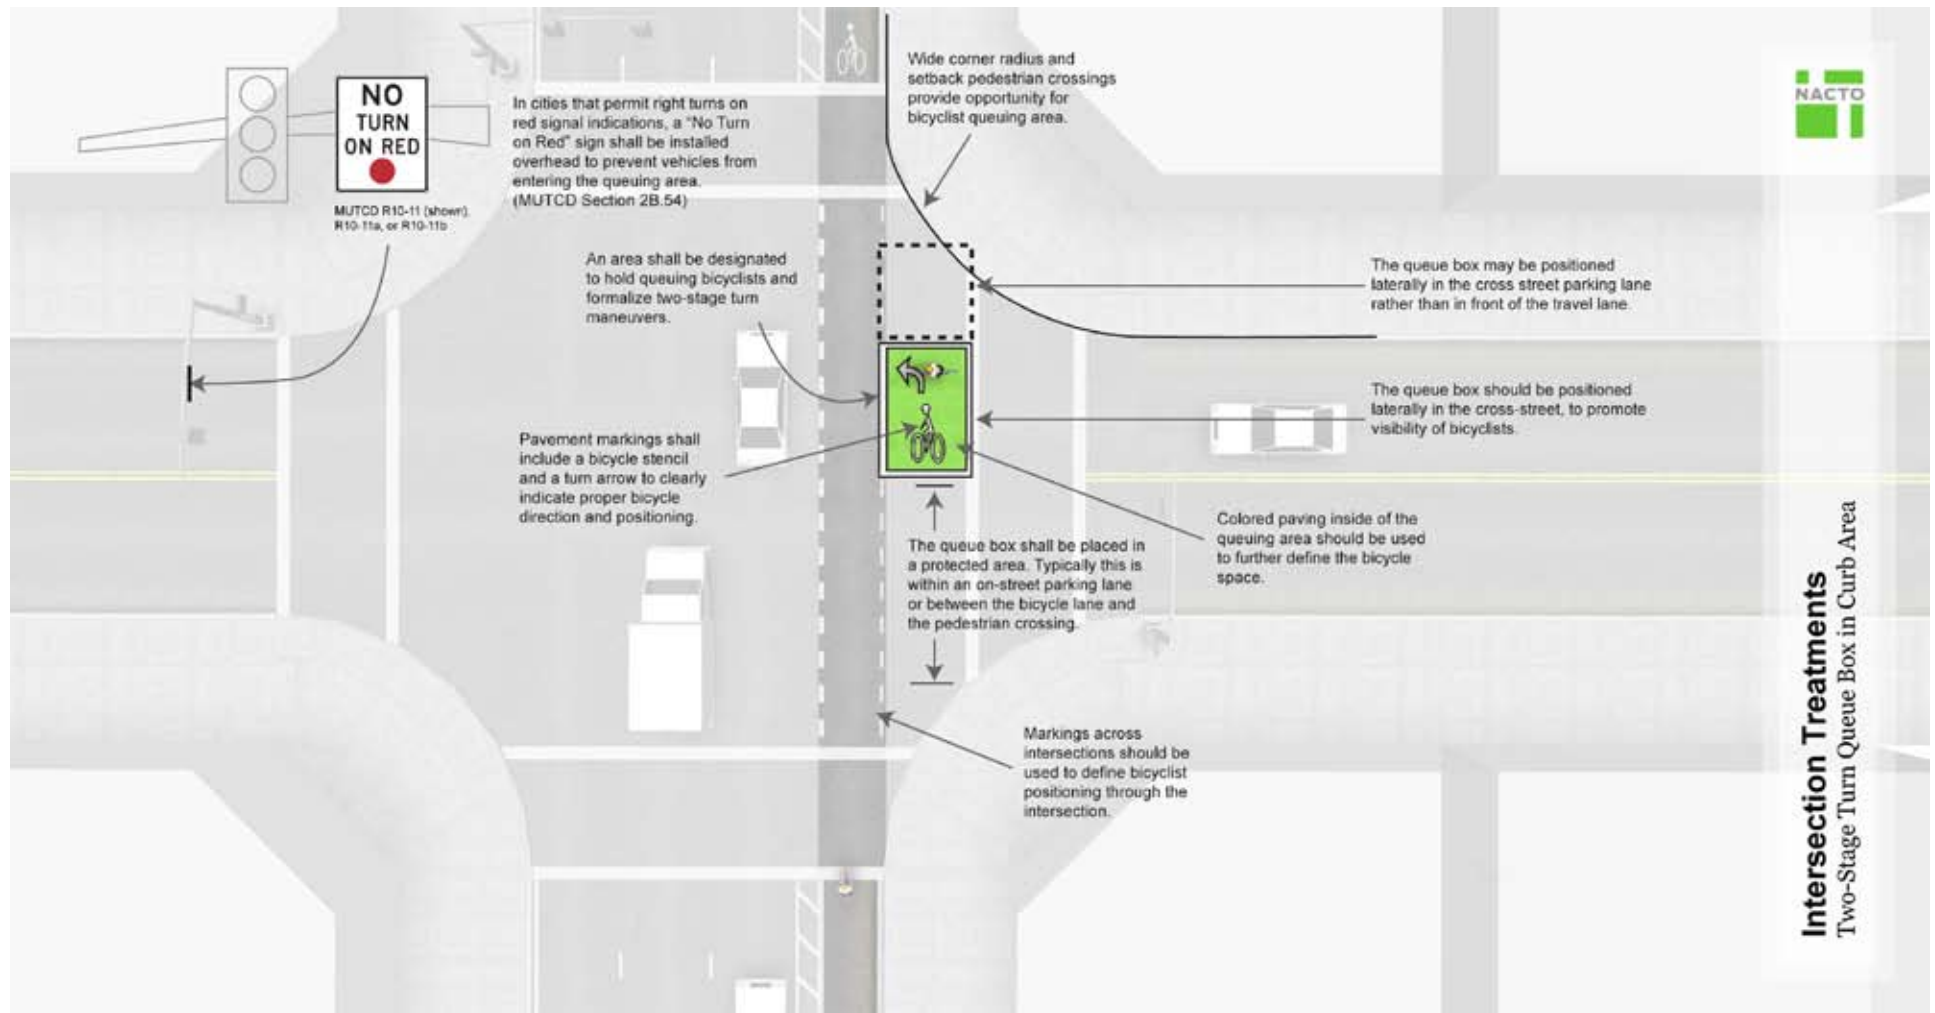 NO
TURN
ON RED
MUTCD R10-11 (shown),
R10-11a, or R10-11b
In cities that permit right turns on
red signal indications, a “No Turn
on Red” sign shall be installed
overhead to prevent vehicles from
entering the queuing area.
(MUTCD Section 2B.54)
Wide corner radius and
setback pedestrian crossings
provide opportunity for
bicyclist queuing area.
NACTO
An area shall be designated
to hold queuing bicyclists and
formalize two-stage turn
maneuvers.
The queue box may be positioned
laterally in the cross street parking lane
rather than in front of the travel lane.
The queue box should be positioned
laterally in the cross-street, to promote
visibility of bicyclists.
Pavement markings shall
include a bicycle stencil
and a turn arrow to clearly
indicate proper bicycle
direction and positioning.
Colored paving inside of the
queuing area should be used
to further define the bicycle
space.
The queue box shall be placed in
a protected area. Typically this is
within an on-street parking lane
or between the bicycle lane and
the pedestrian crossing.
Markings across
intersections should be
used to define bicyclist
positioning through the
intersection.
Intersection Treatments
Two-Stage Turn Queue Box in Curb Area